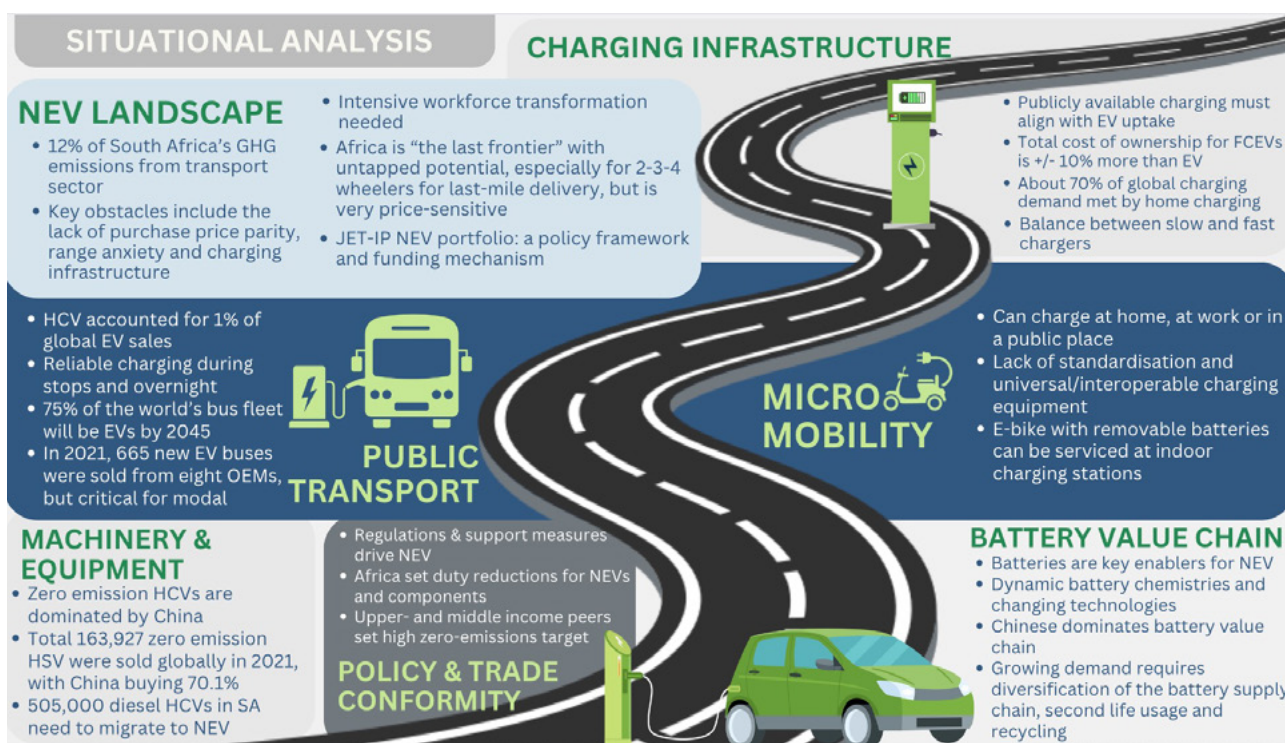 SITUATIONAL ANALYSIS
CHARGING INFRASTRUCTURE
NEV LANDSCAPE
• 12% of South Africa's GHG
emissions from transport
sector
• Key obstacles include the
lack of purchase price parity,
range anxiety and charging
infrastructure
• Intensive workforce transformation
needed
• Africa is “the last frontier” with
untapped potential, especially for 2-3-4
wheelers for last-mile delivery, but is
very price-sensitive
• JET-IP NEV portfolio: a policy framework
and funding mechanism
• Publicly available charging must
align with EV uptake
• Total cost of ownership for FCEVs
is +/- 10% more than EV
• About 70% of global charging
demand met by home charging
• Balance between slow and fast
chargers
• HCV accounted for 1% of
global EV sales
• Reliable charging during
stops and overnight
• 75% of the world's bus fleet
will be EVs by 2045
• In 2021, 665 new EV buses
were sold from eight OEMs,
but critical for modal
PUBLIC
TRANSPORT
MICRO
MOBILITY
• Can charge at home, at work or in
a public place
• Lack of standardisation and
universal/interoperable charging
equipment
• E-bike with removable batteries
can be serviced at indoor
charging stations
MACHINERY &
EQUIPMENT
• Zero emission HCVs are
dominated by China
• Total 163,927 zero emission
HSV were sold globally in 2021,
with China buying 70.1%
• 505,000 diesel HCVs in SA
need to migrate to NEV
• Regulations & support measures
drive NEV
• Africa set duty reductions for NEVs
and components
• Upper- and middle income peers
set high zero-emissions target
POLICY & TRADE
CONFORMITY
BATTERY VALUE CHAIN
• Batteries are key enablers for NEV
• Dynamic battery chemistries and
changing technologies
• Chinese dominates battery value
chain
• Growing demand requires
diversification of the battery supply
chain, second life usage and
recycling